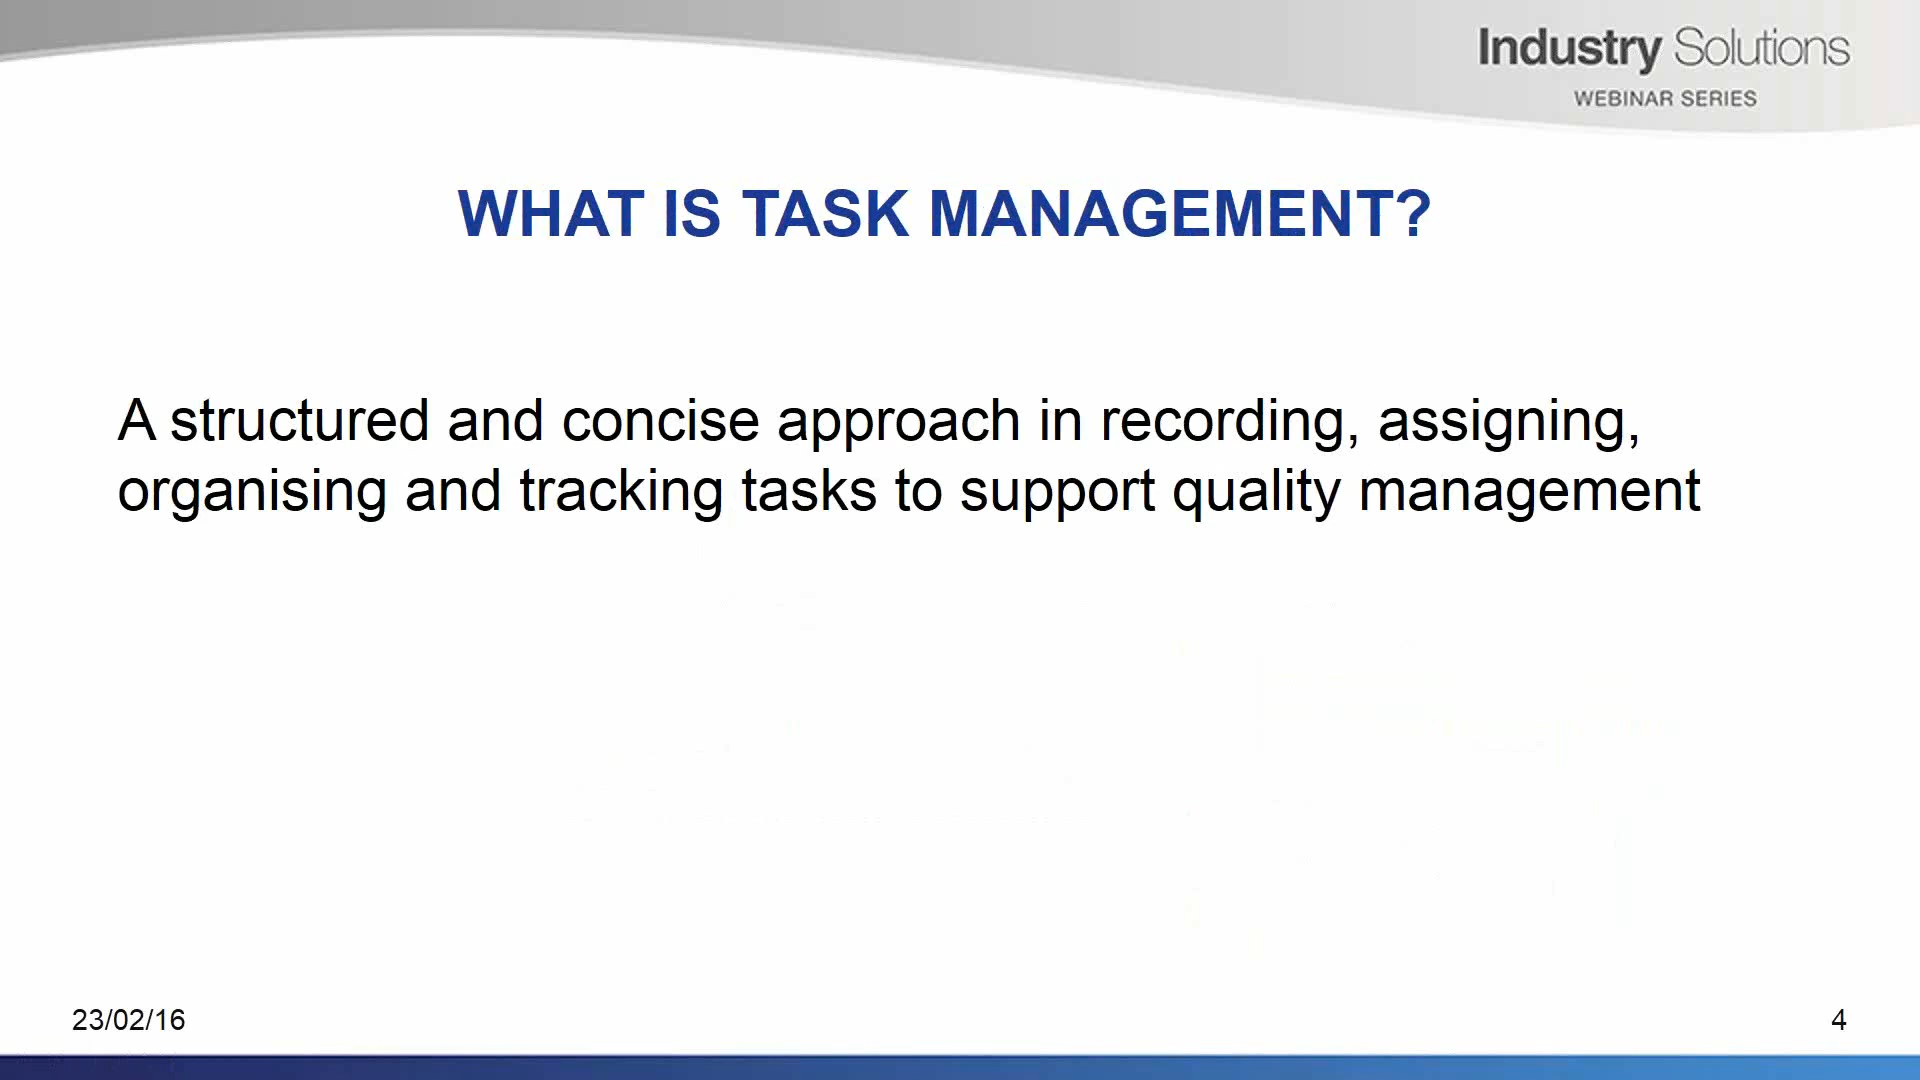 Industry Solutions
WEBINAR SERIES
WHAT IS TASK MANAGEMENT?
A structured and concise approach in recording, assigning,
organising and tracking tasks to support quality management
23/02/16
4